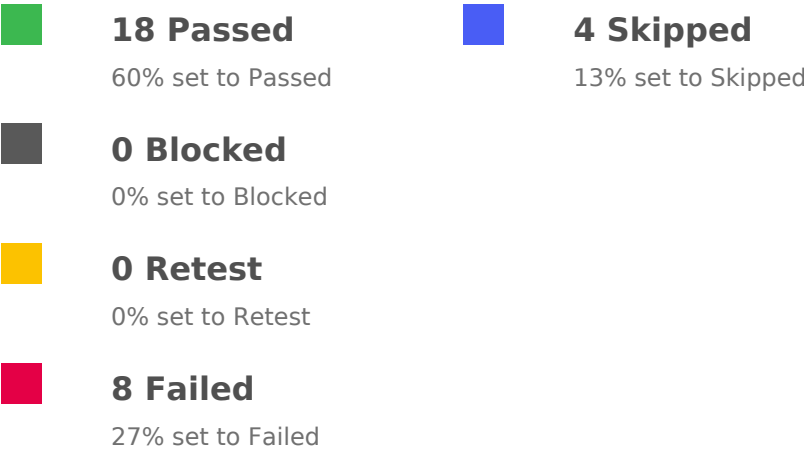 18 Passed
60% set to Passed
0 Blocked
0% set to Blocked
0 Retest
0% set to Retest
8 Failed
27% set to Failed
4 Skipped
13% set to Skipped